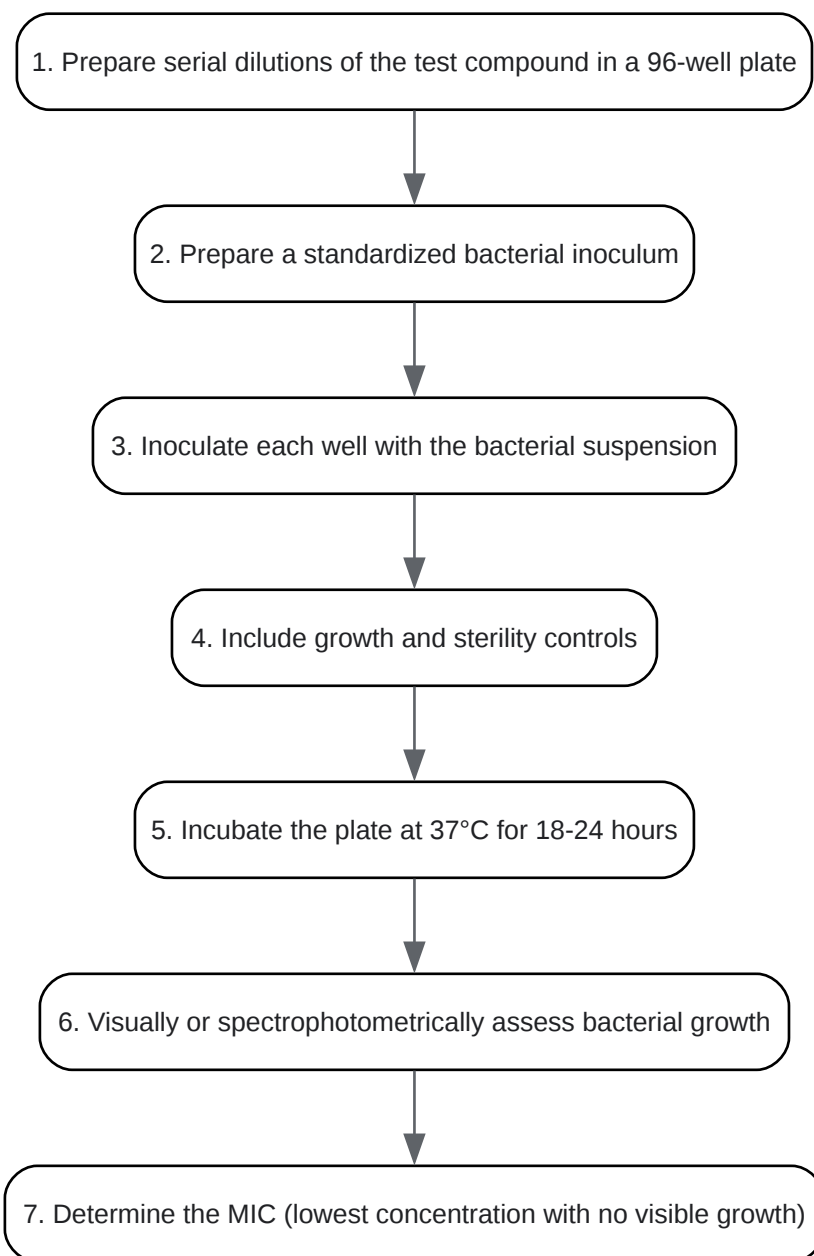 1. Prepare serial dilutions of the test compound in a 96-well plate
2. Prepare a standardized bacterial inoculum
3. Inoculate each well with the bacterial suspension
4. Include growth and sterility controls
5. Incubate the plate at 37°C for 18-24 hours
6. Visually or spectrophotometrically assess bacterial growth
7. Determine the MIC (lowest concentration with no visible growth)